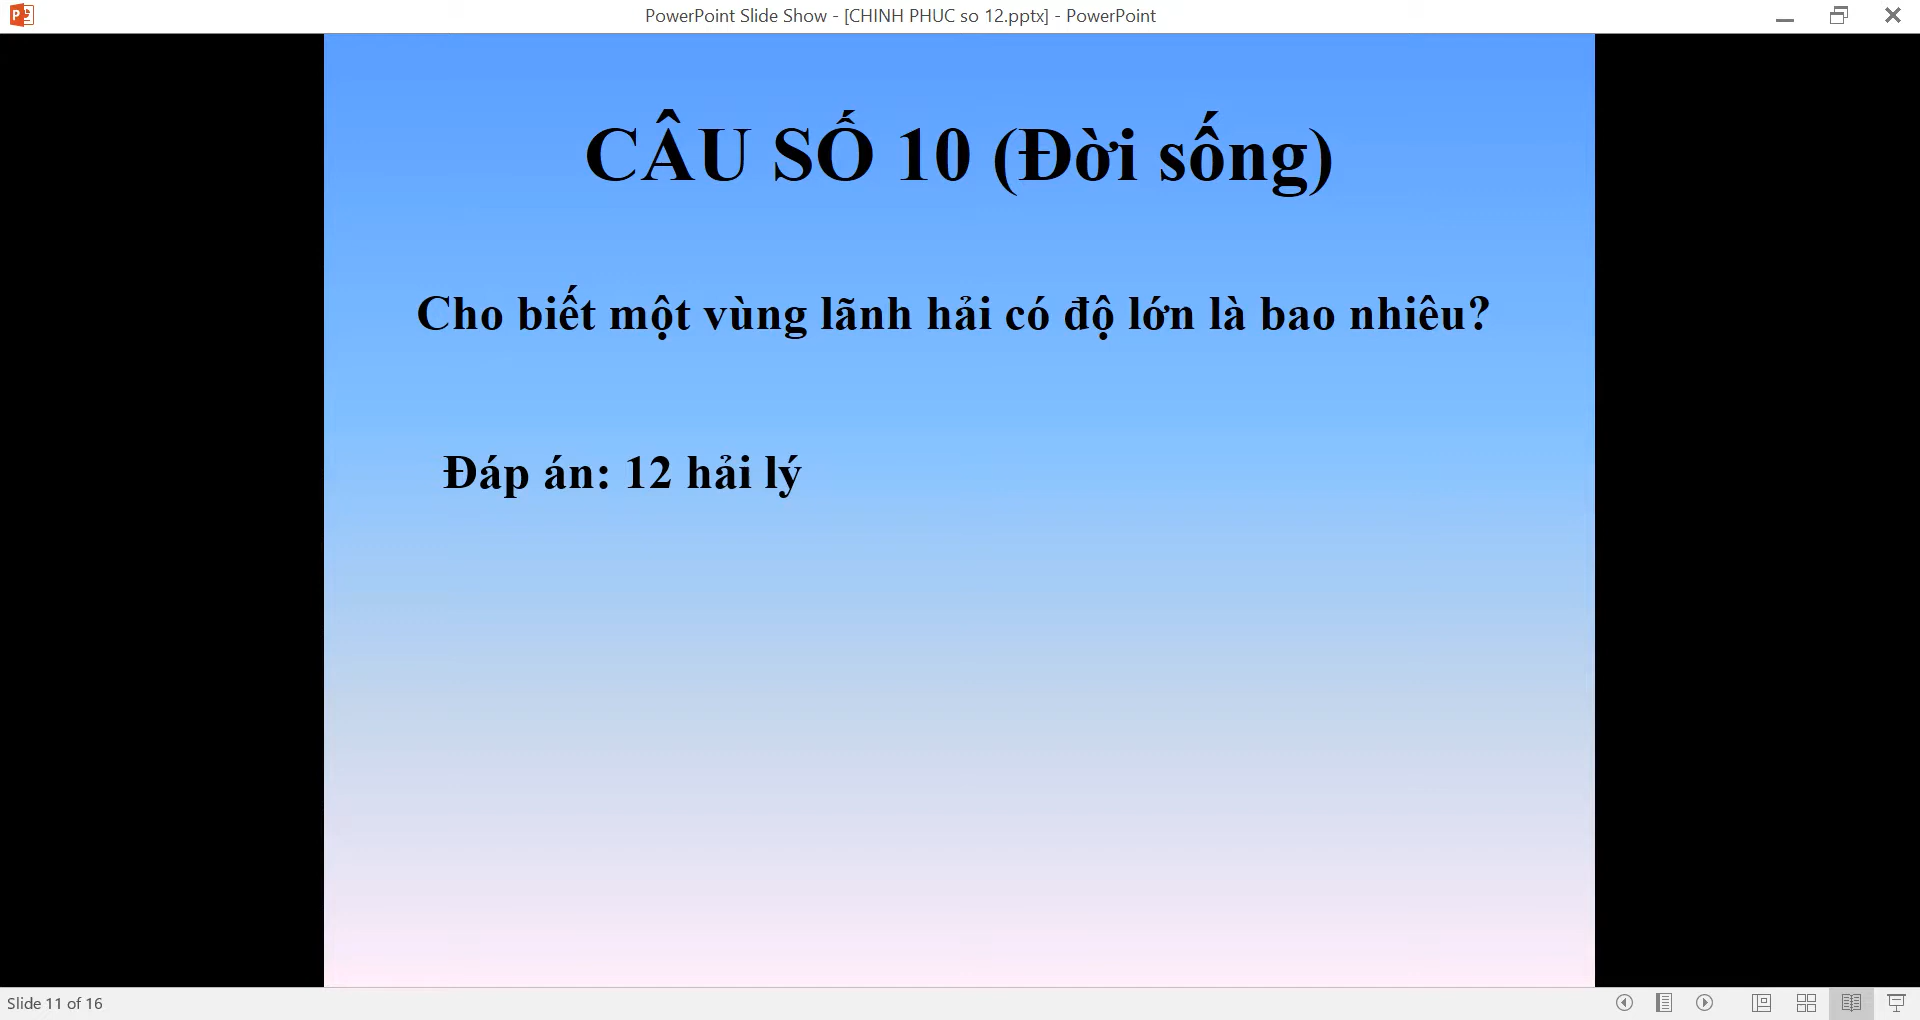 PowerPoint Slide Show - [CHINH PHUC so 12.pptx] - PowerPoint
CÂU SỐ 10 (Đời sống)
Cho biết một vùng lãnh hải có độ lớn là bao nhiêu?
Đáp án: 12 hải lý
Slide 11 of 16